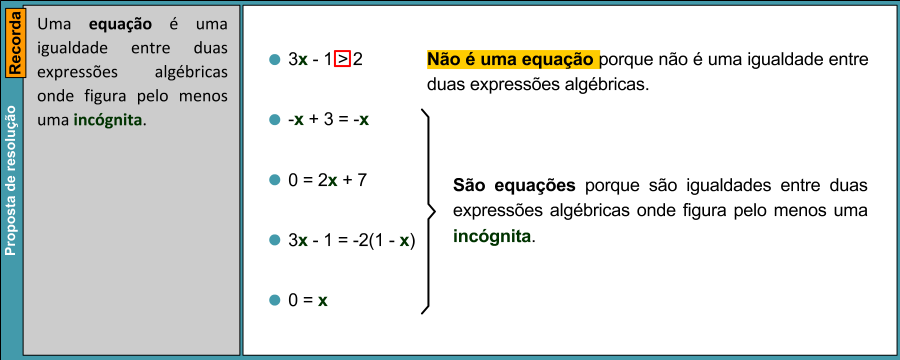 Recorda
Proposta de resolução
Uma equação é uma
igualdade entre duas
expressões algébricas
onde figura pelo menos
uma incógnita.
3x - 1 > 2
Não é uma equação porque não é uma igualdade entre
duas expressões algébricas.
-x + 3 = -x
0 = 2x + 7
3x - 1 = -2(1 - x)
0 = x
São equações porque são igualdades entre duas
expressões algébricas onde figura pelo menos uma
incógnita.